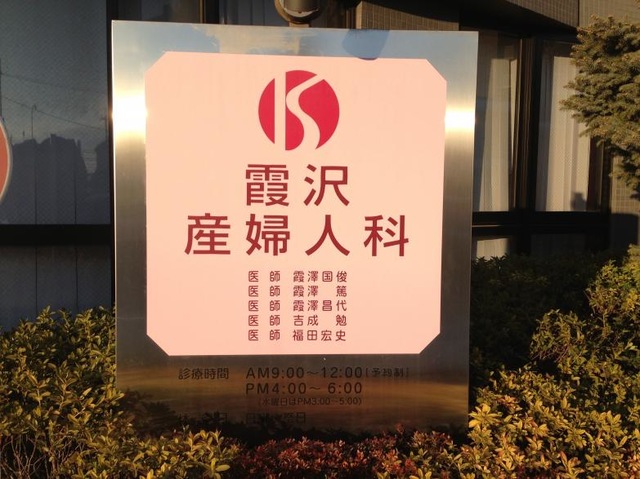 霞沢
産婦人科
医師 霞澤国俊
医師 霞澤 篤
医師 霞澤昌代
医師 吉成 勉
医師 福田宏史
診療時間 AM9:00～12:00(予約制)
PM4:00～6:00
(水曜日はPM3:00～5:00)